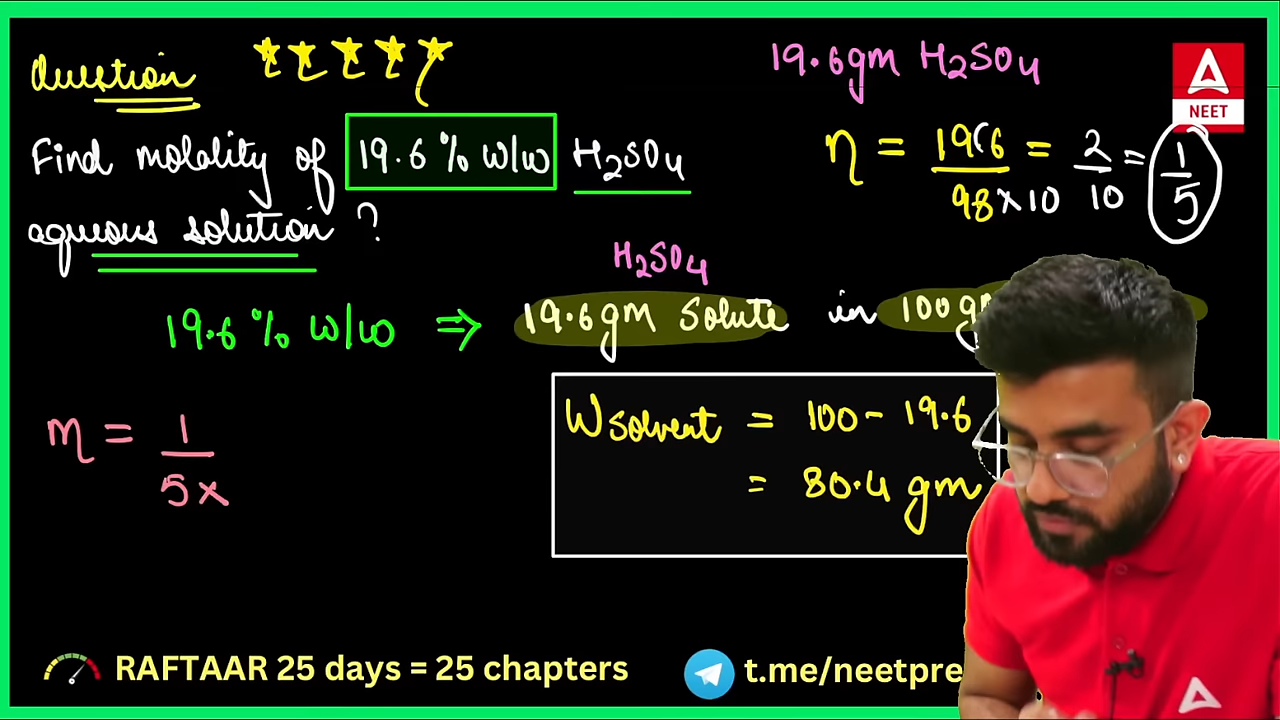 Question
Find molality of 19.6 % w/w H₂SO₄
aqueous solution ?
19.6gm H₂SO₄
η = 19(6 / 98×10 = 2/10 = 1/5
NEET
H₂SO₄
19.6 % w/w ⇒ 19.6gm Solute in 100g
m = 1/5×
Wsolvent = 100 - 19.6
= 80.4 gm
RAFTAAR 25 days = 25 chapters
t.me/neetpre